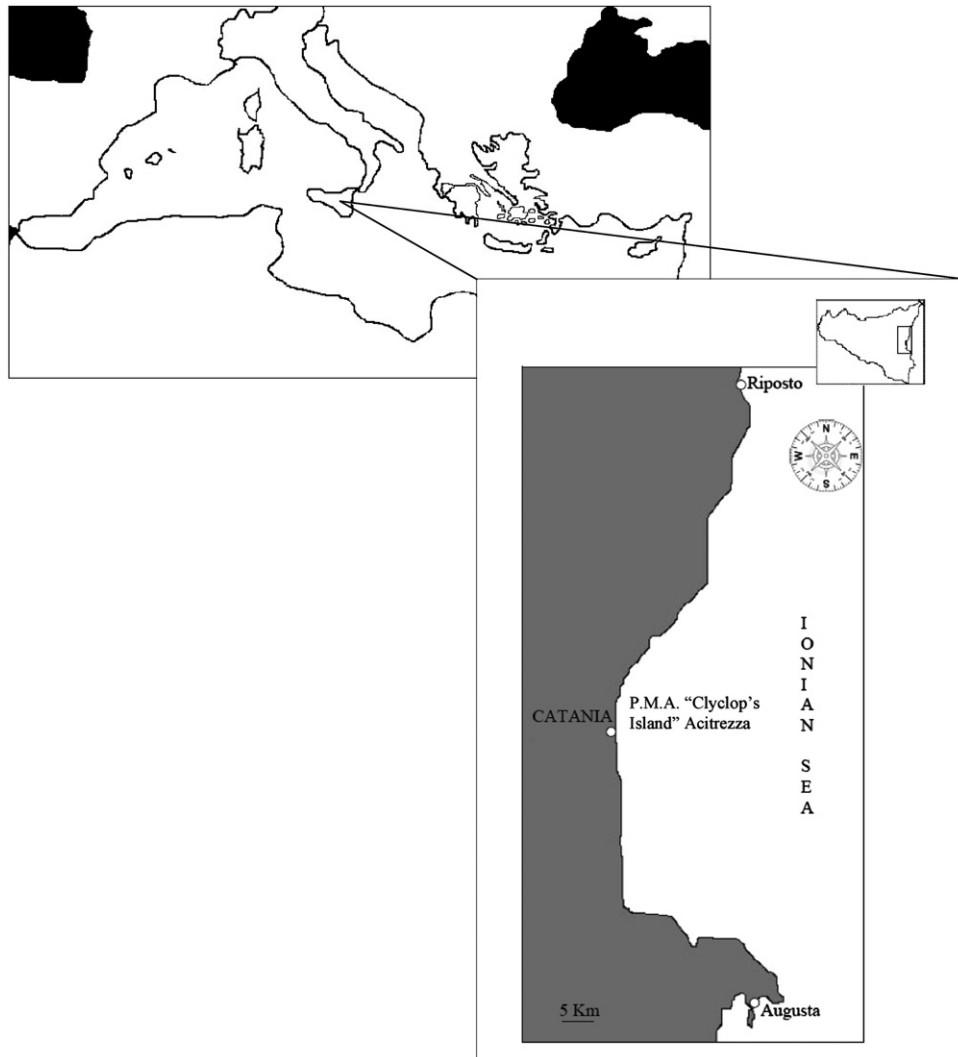 Riposto
N
W
E
S
I
O
N
I
A
N
S
E
A
P.M.A. “Clyclop’s
Island” Acitrezza
CATANIA
5 Km
Augusta